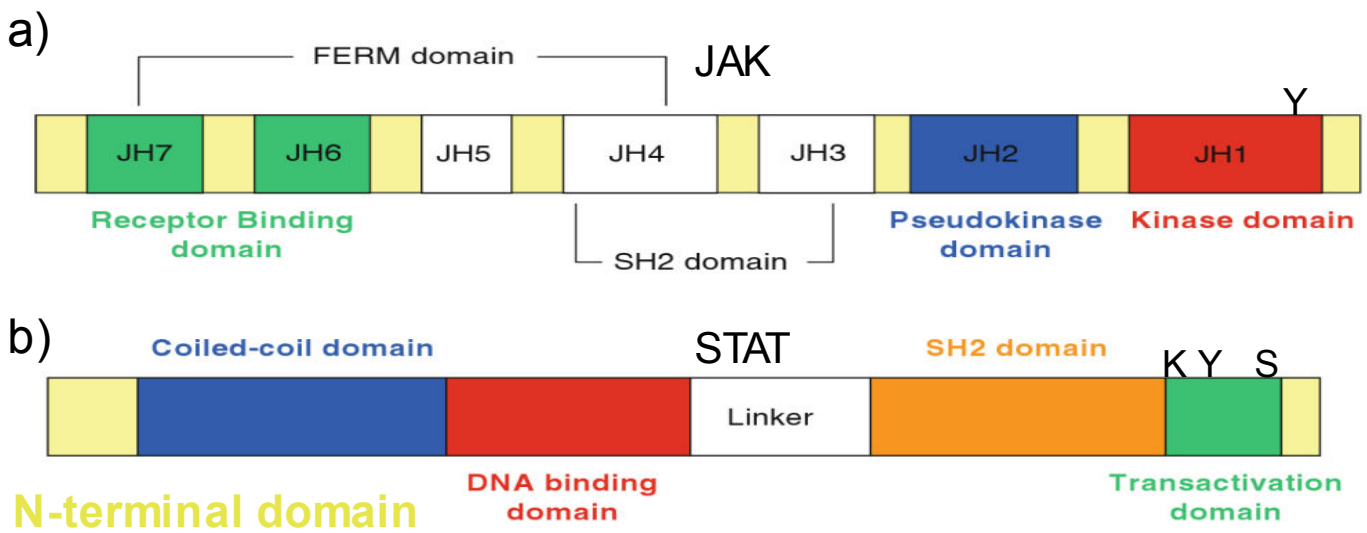 a)
FERM domain
JAK
Y
JH7 JH6 JH5 JH4 JH3 JH2 JH1
Receptor Binding
domain
SH2 domain
Pseudokinase
domain
Kinase domain
b)
Coiled-coil domain
STAT
SH2 domain
K Y S
Linker
N-terminal domain
DNA binding
domain
Transactivation
domain